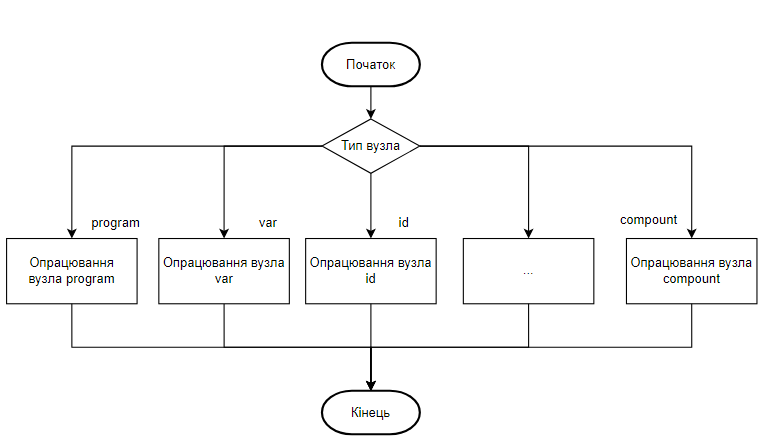 Початок
Тип вузла
program
var
id
compount
Опрацювання
вузла program
Опрацювання вузла
var
Опрацювання вузла
id
...
Опрацювання вузла
compount
Кінець